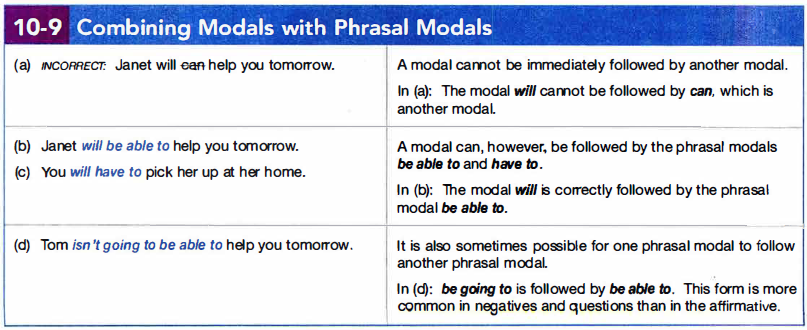 10-9 Combining Modals with Phrasal Modals
(a) INCORRECT: Janet will can help you tomorrow.
A modal cannot be immediately followed by another modal.
In (a): The modal will cannot be followed by can, which is
another modal.
(b) Janet will be able to help you tomorrow.
(c) You will have to pick her up at her home.
A modal can, however, be followed by the phrasal modals
be able to and have to.
In (b): The modal will is correctly followed by the phrasal
modal be able to.
(d) Tom isn't going to be able to help you tomorrow.
It is also sometimes possible for one phrasal modal to follow
another phrasal modal.
In (d): be going to is followed by be able to. This form is more
common in negatives and questions than in the affirmative.